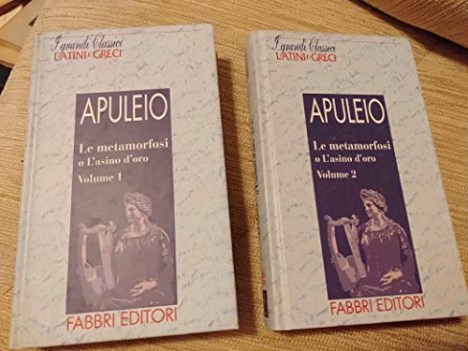 I grandi Classici
LATINI e GRECI
APULEIO
Le metamorfosi
o L'asino d'oro
Volume 1
FABBRI EDITORI
I grandi Classici
LATINI e GRECI
APULEIO
Le metamorfosi
o L'asino d'oro
Volume 2
FABBRI EDITORI